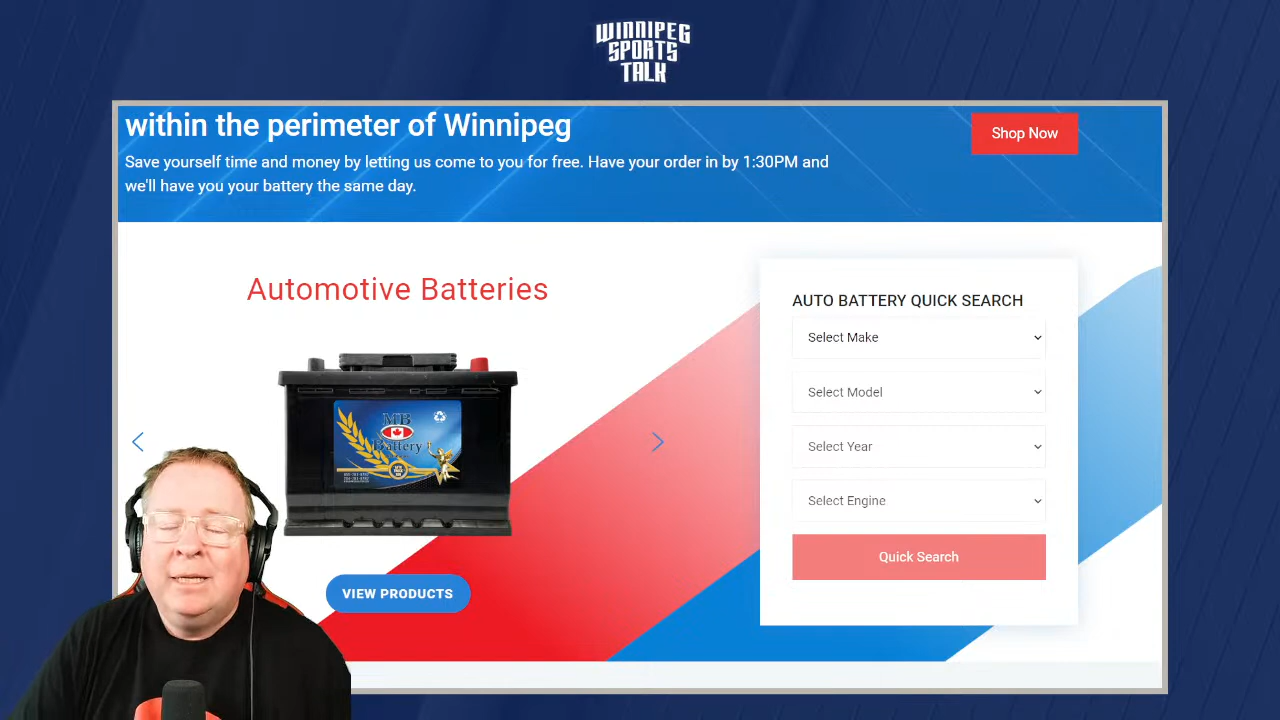 WINNIPEG
SPORTS
TALK
within the perimeter of Winnipeg
Shop Now
Save yourself time and money by letting us come to you for free. Have your order in by 1:30PM and
we'll have you your battery the same day.
Automotive Batteries
AUTO BATTERY QUICK SEARCH
Select Make
Select Model
Select Year
Select Engine
Quick Search
MB
Battery
VIEW PRODUCTS